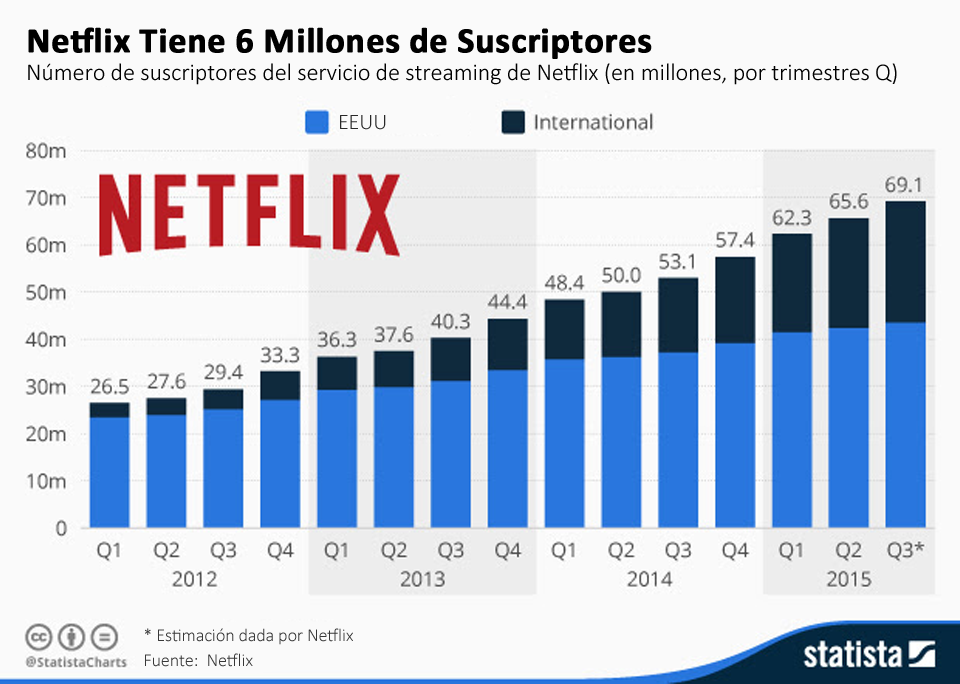 Netflix Tiene 6 Millones de Suscriptores
Número de suscriptores del servicio de streaming de Netflix (en millones, por trimestres Q)
EEUU International
80m
70m
60m
50m
40m
30m
20m
10m
0
NETFLIX
26.5 27.6 29.4 33.3 36.3 37.6 40.3 44.4 48.4 50.0 53.1 57.4 62.3 65.6 69.1
Q1 Q2 Q3 Q4 Q1 Q2 Q3 Q4 Q1 Q2 Q3 Q4 Q1 Q2 Q3*
2012 2013 2014 2015
cc
@StatistaCharts
* Estimación dada por Netflix
Fuente: Netflix
statista